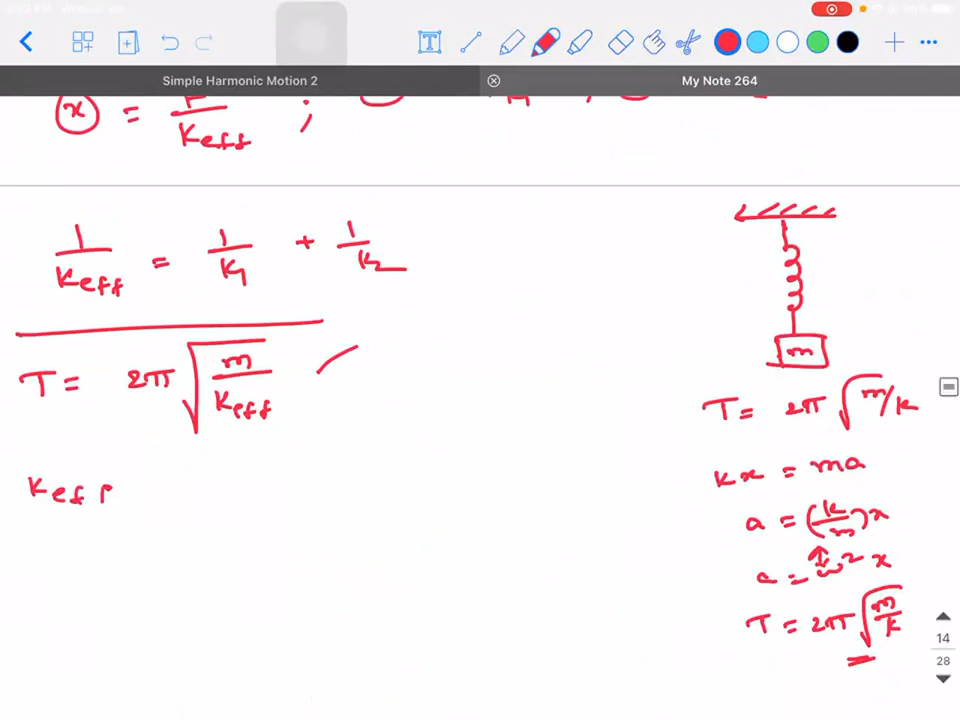 Simple Harmonic Motion 2
My Note 264
x = / Keff ;
1/Keff = 1/K1 + 1/K2
T = 2π √(m/Keff)
Keff
m
T = 2π √(m/k)
kx = ma
a = (k/m)x
a = ω²x
T = 2π √(m/k)
14
28